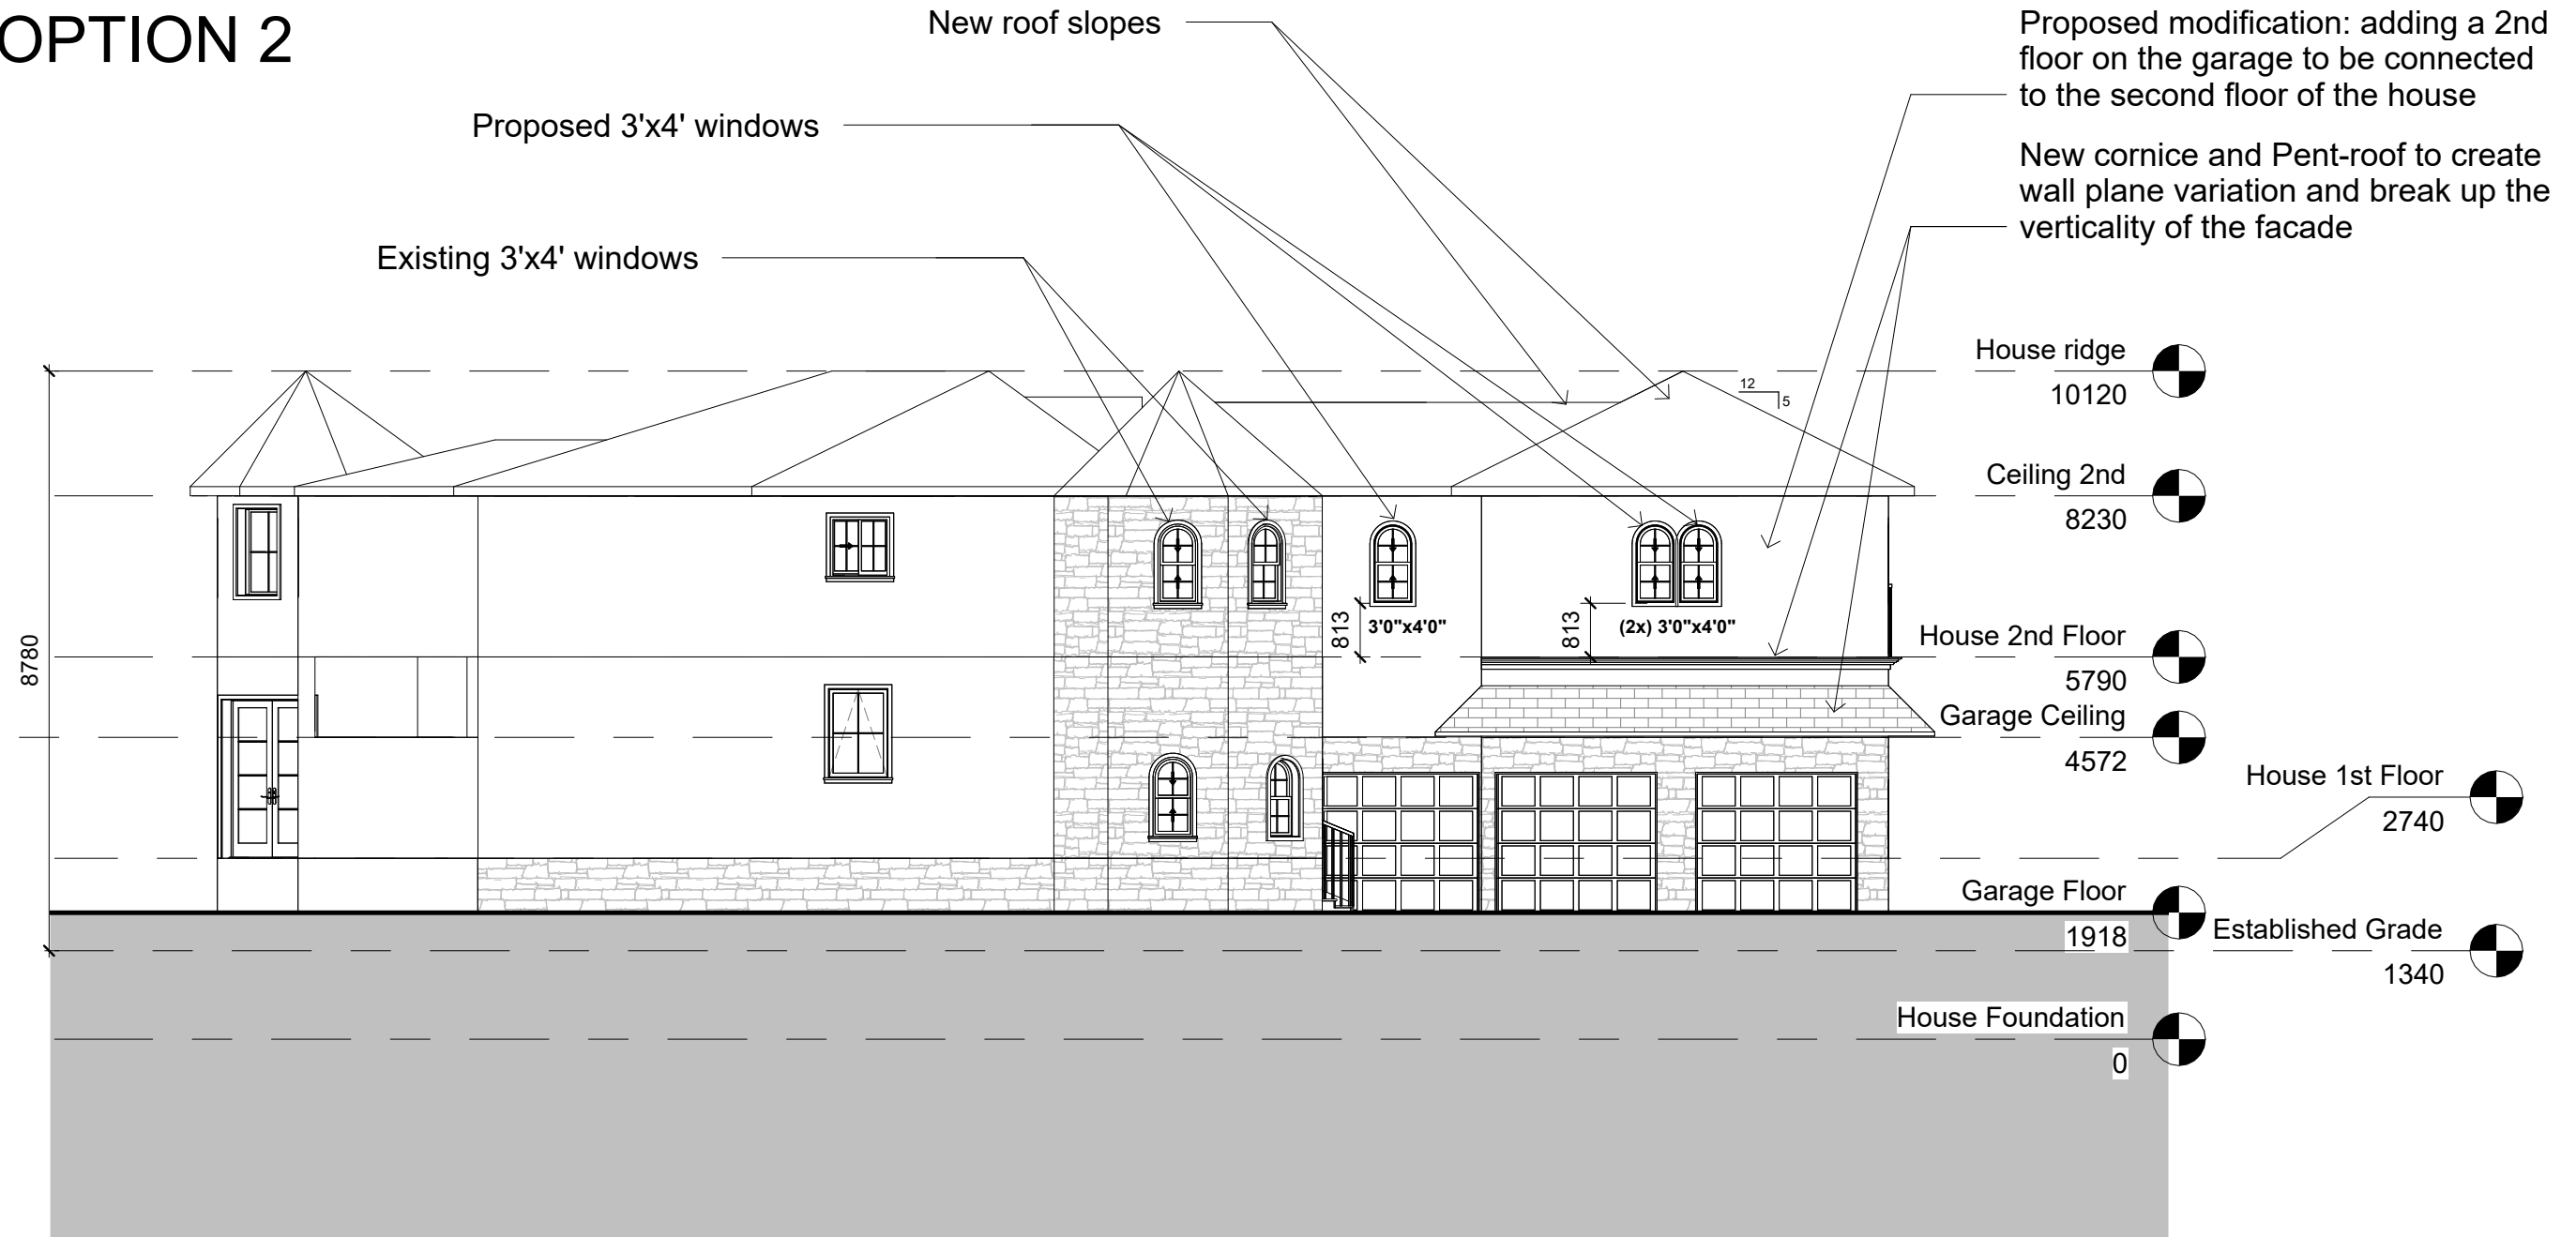 OPTION 2
New roof slopes
Proposed modification: adding a 2nd
floor on the garage to be connected
to the second floor of the house
Proposed 3'x4' windows
New cornice and Pent-roof to create
wall plane variation and break up the
verticality of the facade
Existing 3'x4' windows
House ridge
10120
12
5
Ceiling 2nd
8230
813
3'0"x4'0"
813
(2x) 3'0"x4'0"
8780
House 2nd Floor
5790
Garage Ceiling
4572
House 1st Floor
2740
Garage Floor
1918
Established Grade
1340
House Foundation
0